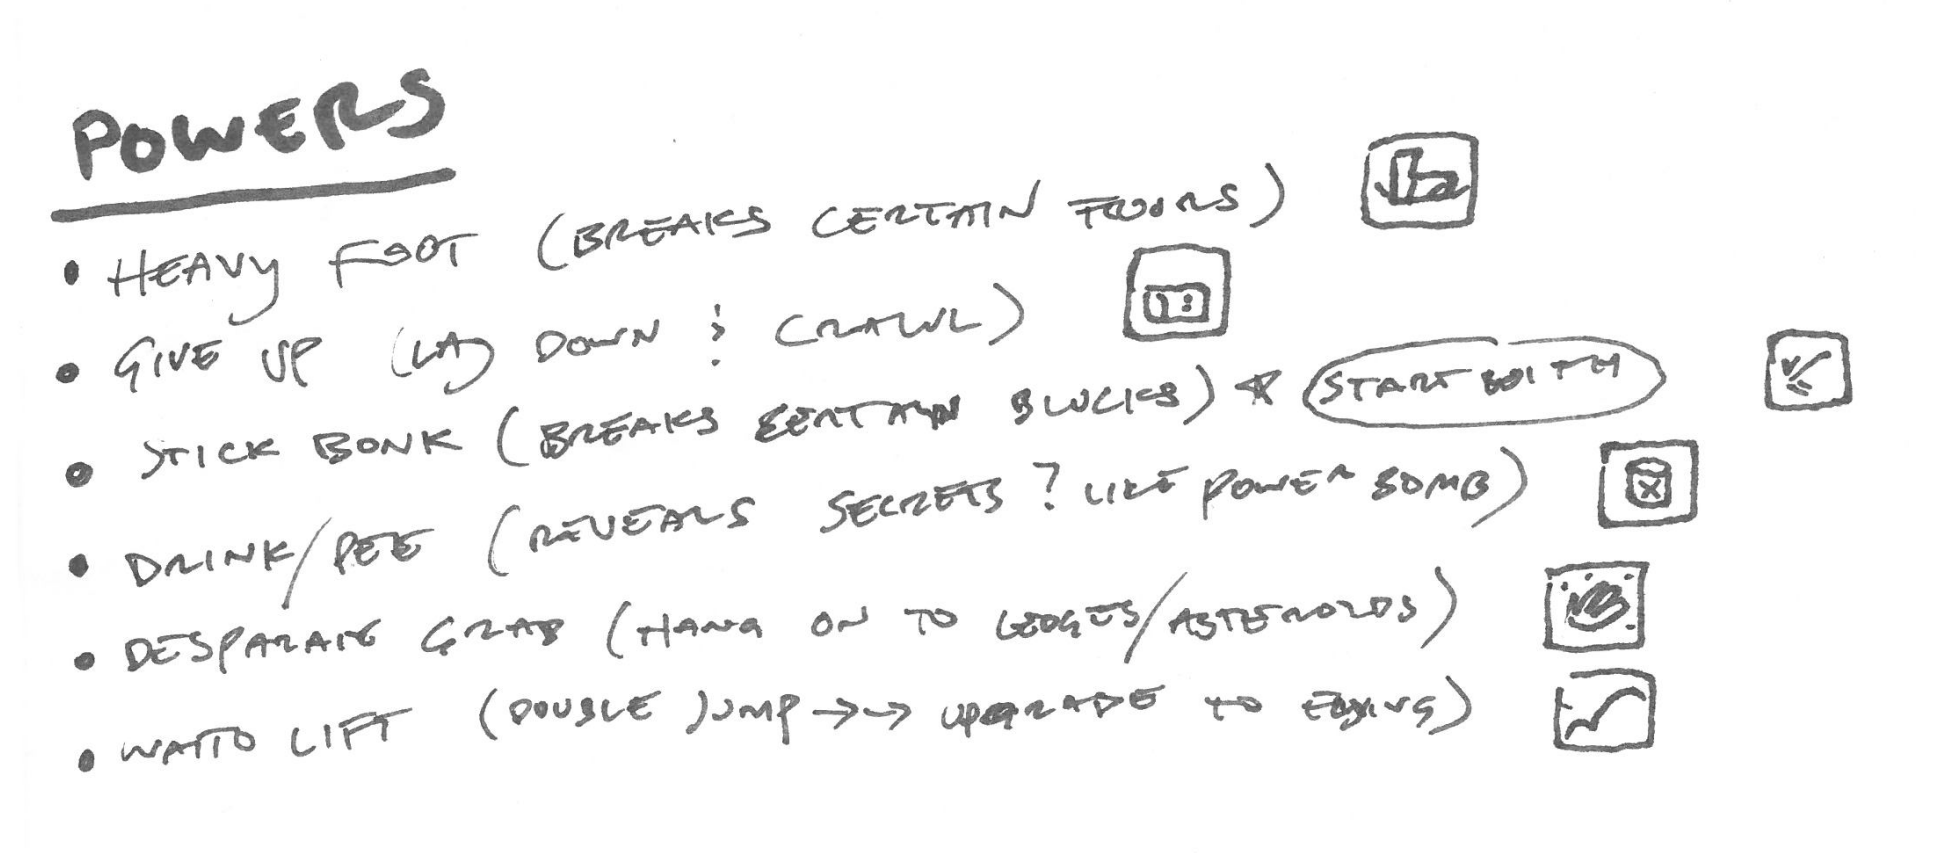 POWERS
• HEAVY FOOT (BREAKS CERTAIN FLOORS)
• GIVE UP (LAY DOWN & CRAWL)
• STICK BONK (BREAKS CERTAIN BLOCKS) * START WITH
• DRINK/PEE (REVEALS SECRETS? LIKE POWER BOMB)
• DESPARATE GRAB (HANG ON TO LEDGES/ASTEROIDS)
• WATTO LIFT (DOUBLE JUMP →→ UPGRADE TO FLYING)